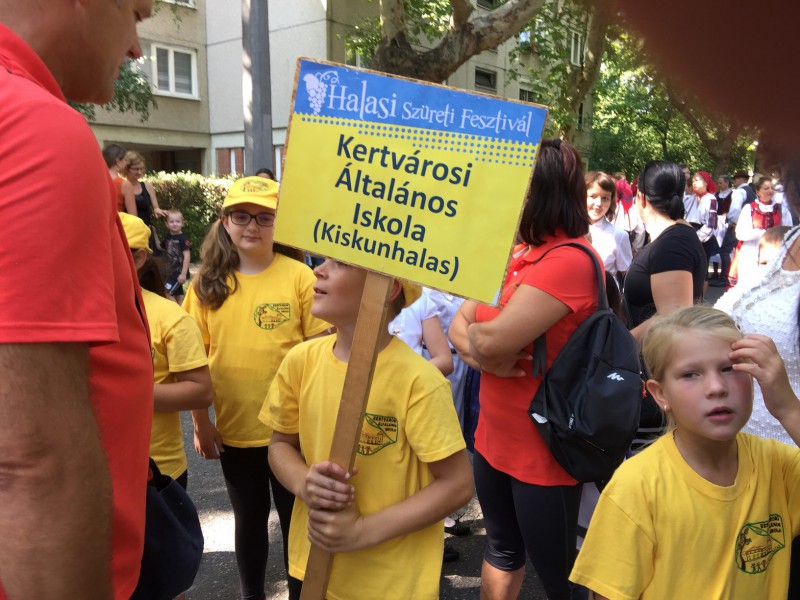 Halasi Szüreti Fesztivál
Kertvárosi
Általános
Iskola
(Kiskunhalas)